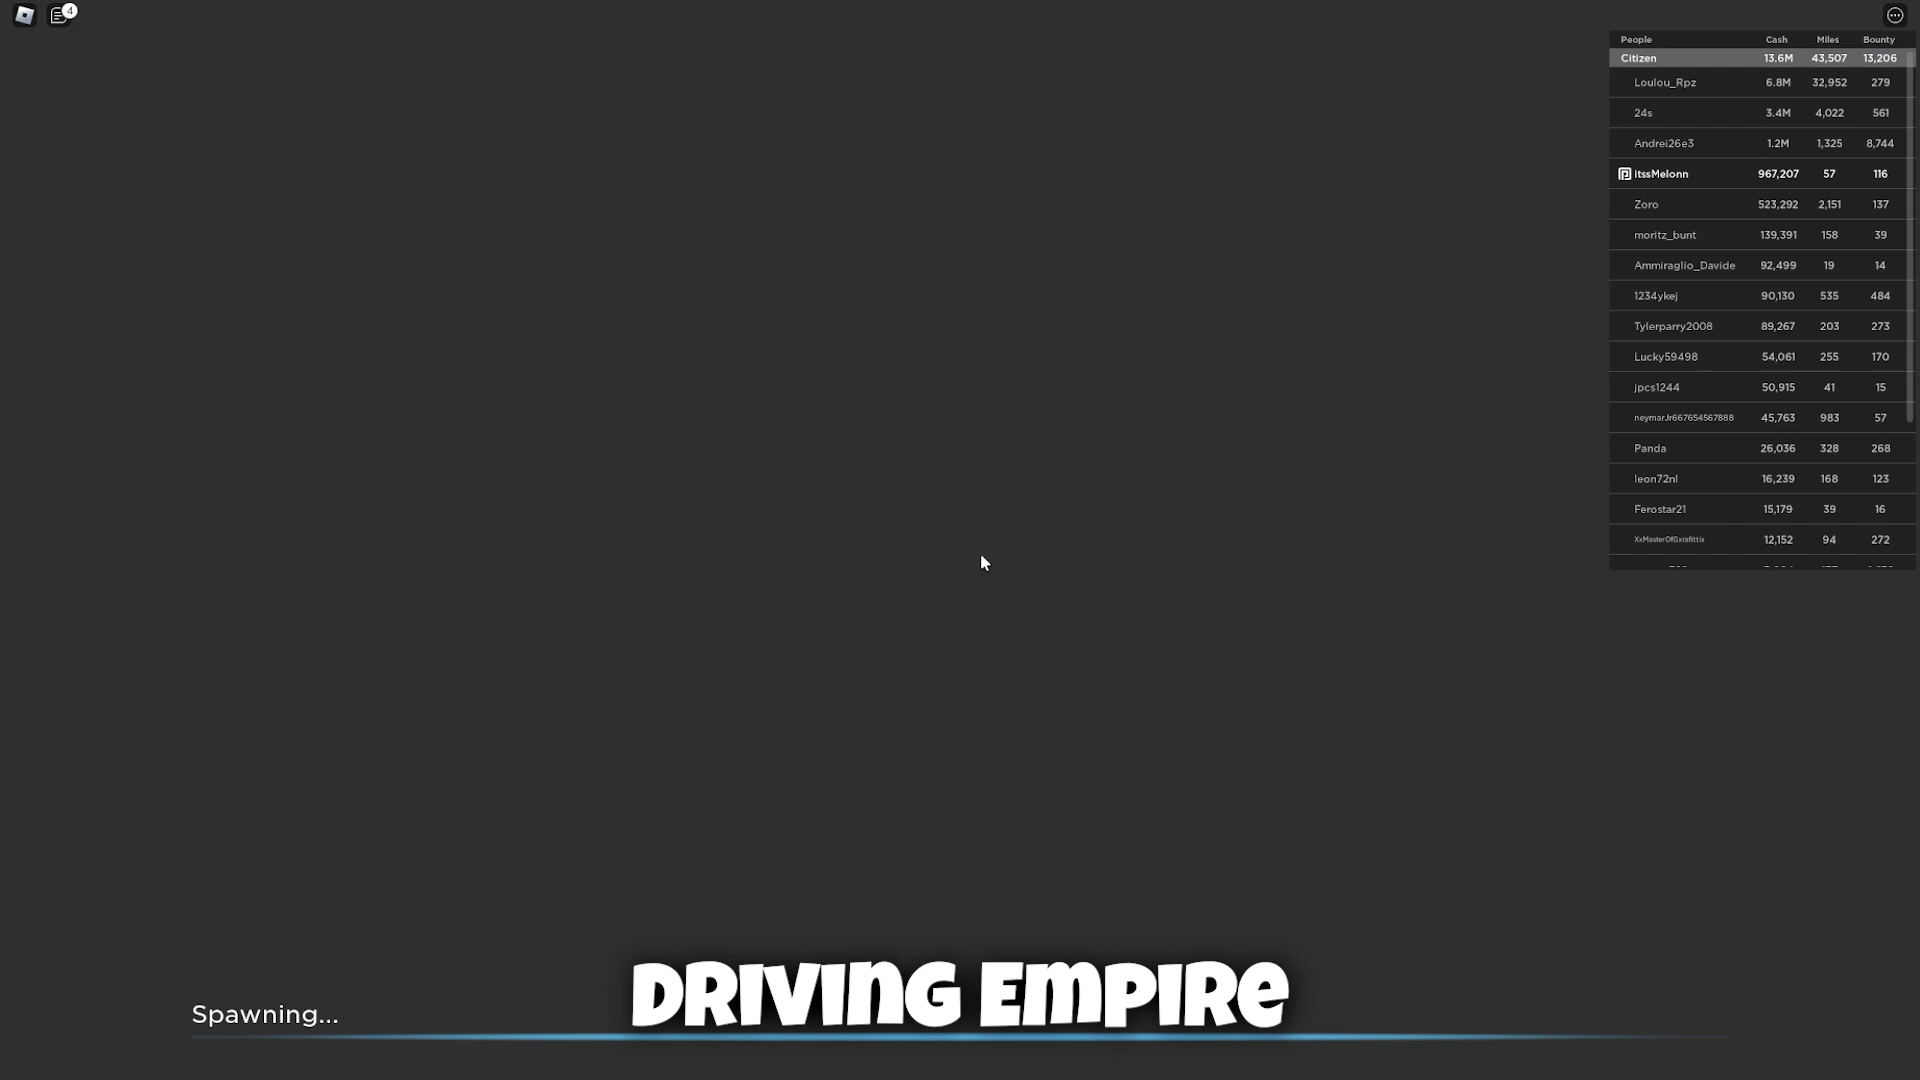 4
People Cash Miles Bounty
Citizen 13.6M 43,507 13,206
Loulou_Rpz 6.8M 32,952 279
24s 3.4M 4,022 561
Andrei26e3 1.2M 1,325 8,744
ItssMelonn 967,207 57 116
Zoro 523,292 2,151 137
moritz_bunt 139,391 158 39
Ammiraglio_Davide 92,499 19 14
1234ykej 90,130 535 484
Tylerparry2008 89,267 203 273
Lucky59498 54,061 255 170
jpcs1244 50,915 41 15
neymarJr667654567888 45,763 983 57
Panda 26,036 328 268
leon72nl 16,239 168 123
Ferostar21 15,179 39 16
12,152 94 272
Spawning...
DRIVING EMPIRE